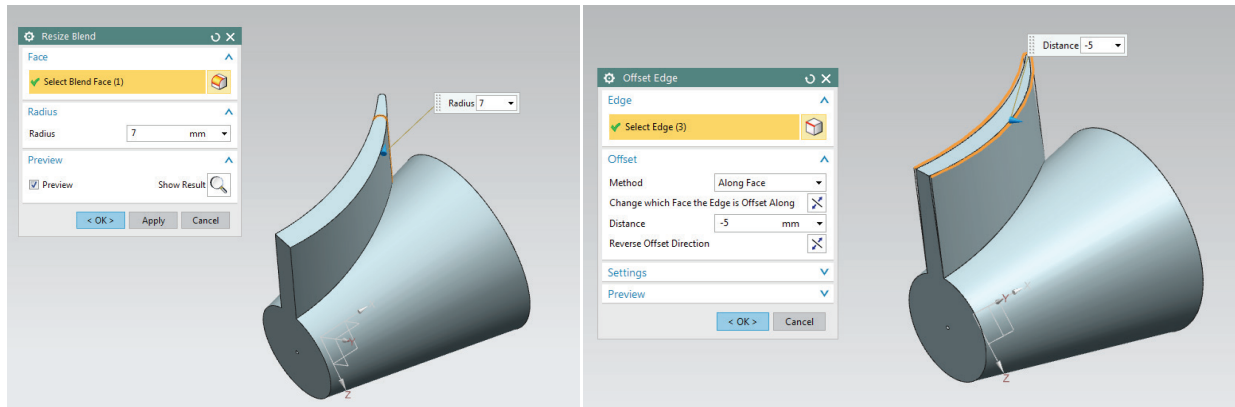 Resize Blend
Face
Select Blend Face (1)
Radius
Radius 7 mm
Preview
Preview Show Result
< OK > Apply Cancel
Radius 7
Z
Offset Edge
Edge
Select Edge (3)
Offset
Method Along Face
Change which Face the Edge is Offset Along
Distance -5 mm
Reverse Offset Direction
Settings
Preview
< OK > Cancel
Distance -5
Z